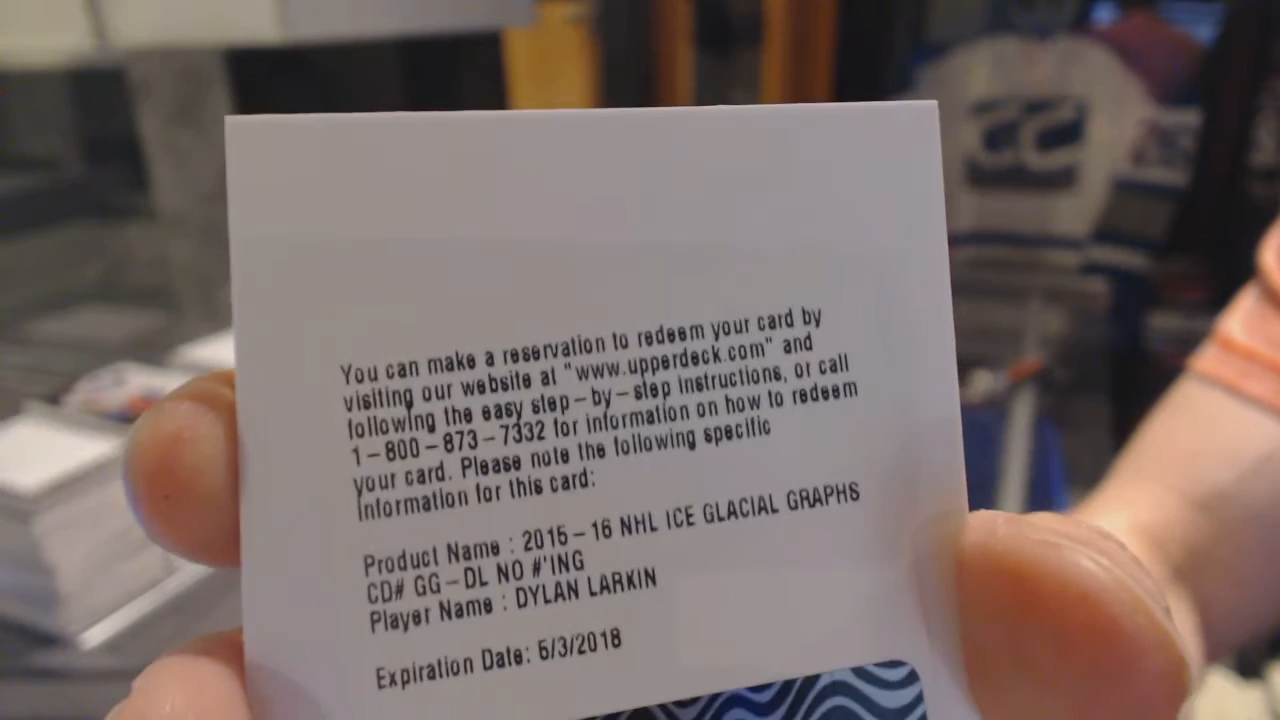 You can make a reservation to redeem your card by
visiting our website at "www.upperdeck.com" and
following the easy step-by-step instructions, or call
1-800-873-7332 for information on how to redeem
your card. Please note the following specific
information for this card:
Product Name : 2015-16 NHL ICE GLACIAL GRAPHS
CD# GG-DL NO #'ING
Player Name : DYLAN LARKIN
Expiration Date: 5/3/2018